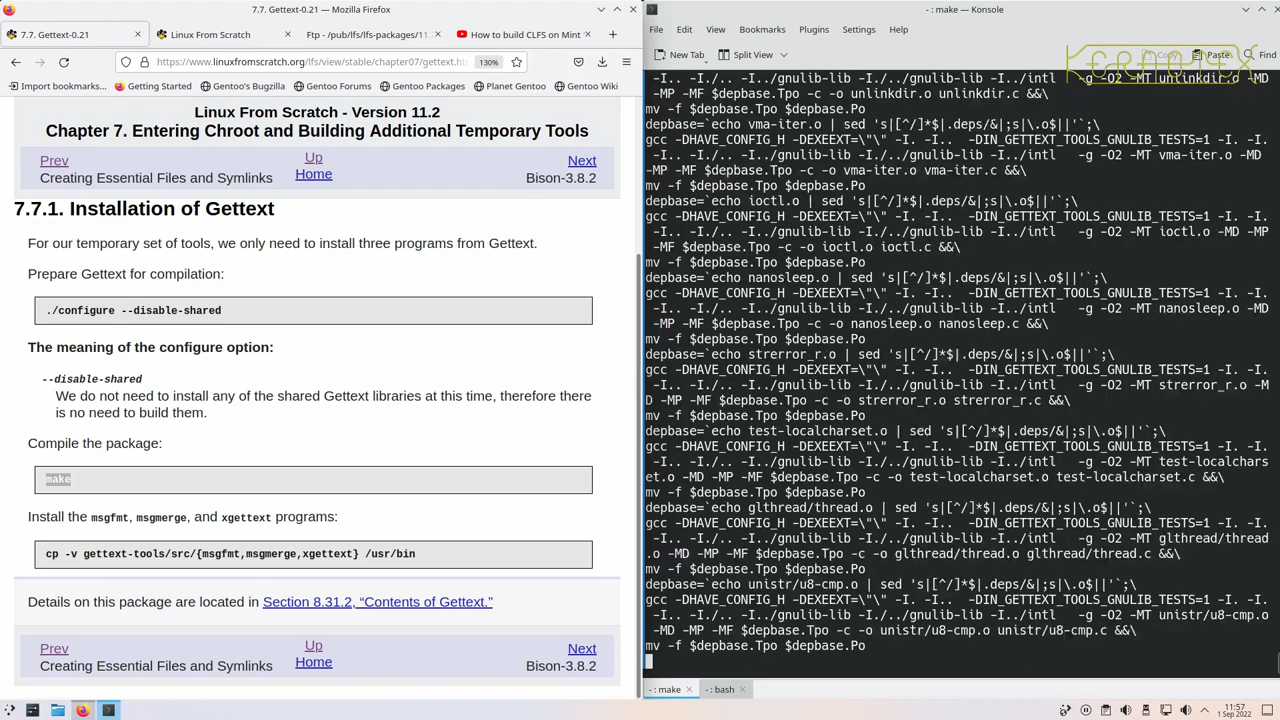 7.7. Gettext-0.21 — Mozilla Firefox
7.7. Gettext-0.21
Linux From Scratch
Ftp - /pub/lfs/lfs-packages/11.
How to build CLFS on Mint
https://www.linuxfromscratch.org/lfs/view/stable/chapter07/gettext.h
130%
Import bookmarks...
Getting Started
Gentoo's Bugzilla
Gentoo Forums
Gentoo Packages
Planet Gentoo
Gentoo Wiki
Linux From Scratch - Version 11.2
Chapter 7. Entering Chroot and Building Additional Temporary Tools
Prev
Up
Next
Creating Essential Files and Symlinks
Home
Bison-3.8.2
7.7.1. Installation of Gettext
For our temporary set of tools, we only need to install three programs from Gettext.
Prepare Gettext for compilation:
./configure --disable-shared
The meaning of the configure option:
--disable-shared
We do not need to install any of the shared Gettext libraries at this time, therefore there
is no need to build them.
Compile the package:
make
Install the msgfmt, msgmerge, and xgettext programs:
cp -v gettext-tools/src/{msgfmt,msgmerge,xgettext} /usr/bin
Details on this package are located in Section 8.31.2, “Contents of Gettext.”
Prev
Up
Next
Creating Essential Files and Symlinks
Home
Bison-3.8.2
- : make — Konsole
File
Edit
View
Bookmarks
Plugins
Settings
Help
New Tab
Split View
Copy
Paste
Find
KERNOTEX
-I.. -I./.. -I../gnulib-lib -I./../gnulib-lib -I./../intl   -g -O2 -MT unlinkdir.o -MD
-MP -MF $depbase.Tpo -c -o unlinkdir.o unlinkdir.c &&\
mv -f $depbase.Tpo $depbase.Po
depbase=`echo vma-iter.o | sed 's|[^/]*$|.deps/&|;s|\.o$||'`;\
gcc -DHAVE_CONFIG_H -DEXEEXT=\"\" -I. -I.  -DIN_GETTEXT_TOOLS_GNULIB_TESTS=1 -I. -I.
-I.. -I./.. -I../gnulib-lib -I./../gnulib-lib -I./../intl   -g -O2 -MT vma-iter.o -MD
-MP -MF $depbase.Tpo -c -o vma-iter.o vma-iter.c &&\
mv -f $depbase.Tpo $depbase.Po
depbase=`echo ioctl.o | sed 's|[^/]*$|.deps/&|;s|\.o$||'`;\
gcc -DHAVE_CONFIG_H -DEXEEXT=\"\" -I. -I.  -DIN_GETTEXT_TOOLS_GNULIB_TESTS=1 -I. -I.
-I.. -I./.. -I../gnulib-lib -I./../gnulib-lib -I./../intl   -g -O2 -MT ioctl.o -MD -MP
-MF $depbase.Tpo -c -o ioctl.o ioctl.c &&\
mv -f $depbase.Tpo $depbase.Po
depbase=`echo nanosleep.o | sed 's|[^/]*$|.deps/&|;s|\.o$||'`;\
gcc -DHAVE_CONFIG_H -DEXEEXT=\"\" -I. -I.  -DIN_GETTEXT_TOOLS_GNULIB_TESTS=1 -I. -I.
-I.. -I./.. -I../gnulib-lib -I./../gnulib-lib -I./../intl   -g -O2 -MT nanosleep.o -MD
-MP -MF $depbase.Tpo -c -o nanosleep.o nanosleep.c &&\
mv -f $depbase.Tpo $depbase.Po
depbase=`echo strerror_r.o | sed 's|[^/]*$|.deps/&|;s|\.o$||'`;\
gcc -DHAVE_CONFIG_H -DEXEEXT=\"\" -I. -I.  -DIN_GETTEXT_TOOLS_GNULIB_TESTS=1 -I. -I.
-I.. -I./.. -I../gnulib-lib -I./../gnulib-lib -I./../intl   -g -O2 -MT strerror_r.o -M
D -MP -MF $depbase.Tpo -c -o strerror_r.o strerror_r.c &&\
mv -f $depbase.Tpo $depbase.Po
depbase=`echo test-localcharset.o | sed 's|[^/]*$|.deps/&|;s|\.o$||'`;\
gcc -DHAVE_CONFIG_H -DEXEEXT=\"\" -I. -I.  -DIN_GETTEXT_TOOLS_GNULIB_TESTS=1 -I. -I.
-I.. -I./.. -I../gnulib-lib -I./../gnulib-lib -I./../intl   -g -O2 -MT test-localchars
et.o -MD -MP -MF $depbase.Tpo -c -o test-localcharset.o test-localcharset.c &&\
mv -f $depbase.Tpo $depbase.Po
depbase=`echo glthread/thread.o | sed 's|[^/]*$|.deps/&|;s|\.o$||'`;\
gcc -DHAVE_CONFIG_H -DEXEEXT=\"\" -I. -I.  -DIN_GETTEXT_TOOLS_GNULIB_TESTS=1 -I. -I.
-I.. -I./.. -I../gnulib-lib -I./../gnulib-lib -I./../intl   -g -O2 -MT glthread/thread
.o -MD -MP -MF $depbase.Tpo -c -o glthread/thread.o glthread/thread.c &&\
mv -f $depbase.Tpo $depbase.Po
depbase=`echo unistr/u8-cmp.o | sed 's|[^/]*$|.deps/&|;s|\.o$||'`;\
gcc -DHAVE_CONFIG_H -DEXEEXT=\"\" -I. -I.  -DIN_GETTEXT_TOOLS_GNULIB_TESTS=1 -I. -I.
-I.. -I./.. -I../gnulib-lib -I./../gnulib-lib -I./../intl   -g -O2 -MT unistr/u8-cmp.o
-MD -MP -MF $depbase.Tpo -c -o unistr/u8-cmp.o unistr/u8-cmp.c &&\
mv -f $depbase.Tpo $depbase.Po
- : make
- : bash
11:57
1 Sep 2022